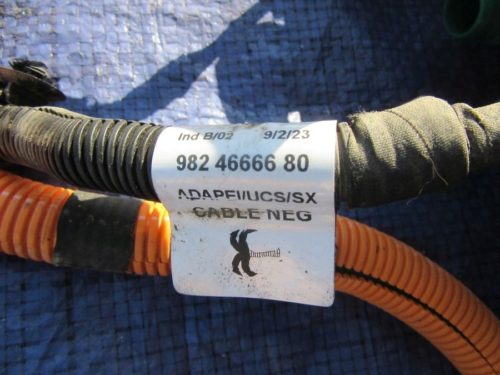 Ind B/02 9/2/23
982 46666 80
ADAPEI/UCS/SX
CABLE NEG